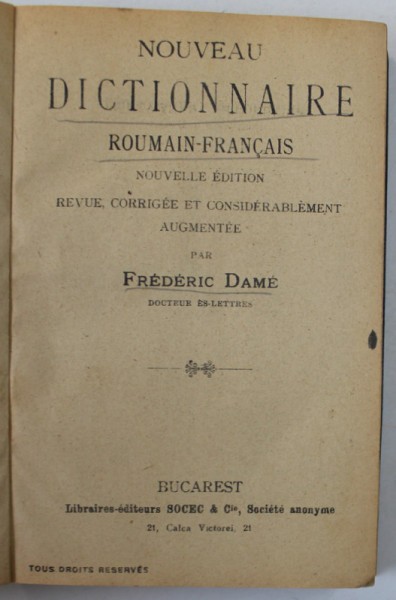 NOUVEAU
DICTIONNAIRE
ROUMAIN-FRANÇAIS
NOUVELLE ÉDITION
REVUE, CORRIGÉE ET CONSIDÉRABLÈMENT
AUGMENTÉE
PAR
FRÉDÉRIC DAMÉ
DOCTEUR ÈS-LETTRES
BUCAREST
Libraires-éditeurs SOCEC & Cie, Société anonyme
21, Calea Victorei, 21
TOUS DROITS RÉSERVÉS